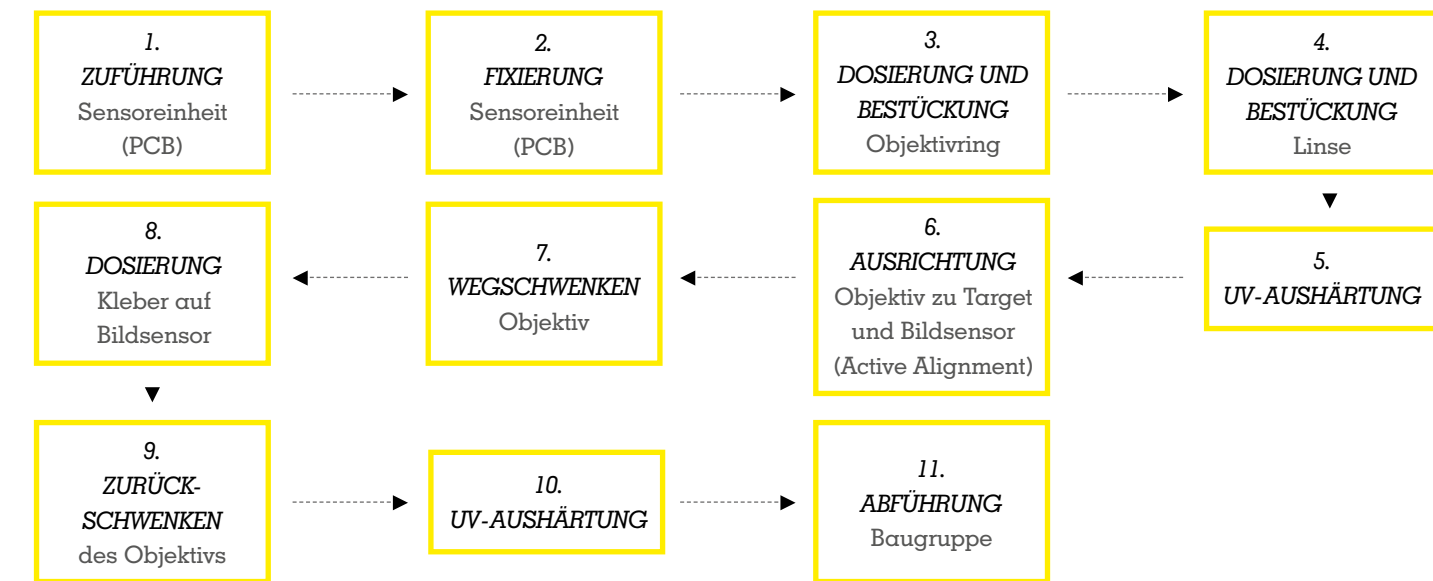 1.
ZUFÜHRUNG
Sensoreinheit
(PCB)
2.
FIXIERUNG
Sensoreinheit
(PCB)
3.
DOSIERUNG UND
BESTÜCKUNG
Objektivring
4.
DOSIERUNG UND
BESTÜCKUNG
Linse
5.
UV-AUSHÄRTUNG
6.
AUSRICHTUNG
Objektiv zu Target
und Bildsensor
(Active Alignment)
7.
WEGSCHWENKEN
Objektiv
8.
DOSIERUNG
Kleber auf
Bildsensor
9.
ZURÜCK-
SCHWENKEN
des Objektivs
10.
UV-AUSHÄRTUNG
11.
ABFÜHRUNG
Baugruppe